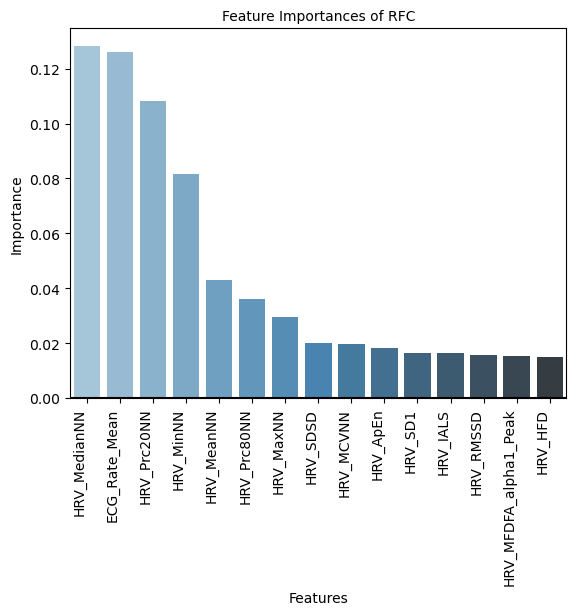 Feature Importances of RFC
Importance
0.12
0.10
0.08
0.06
0.04
0.02
0.00
HRV_MedianNN
ECG_Rate_Mean
HRV_Prc20NN
HRV_MinNN
HRV_MeanNN
HRV_Prc80NN
HRV_MaxNN
HRV_SDSD
HRV_MCVNN
HRV_ApEn
HRV_SD1
HRV_IALS
HRV_RMSSD
HRV_MFDFA_alpha1_Peak
HRV_HFD
Features